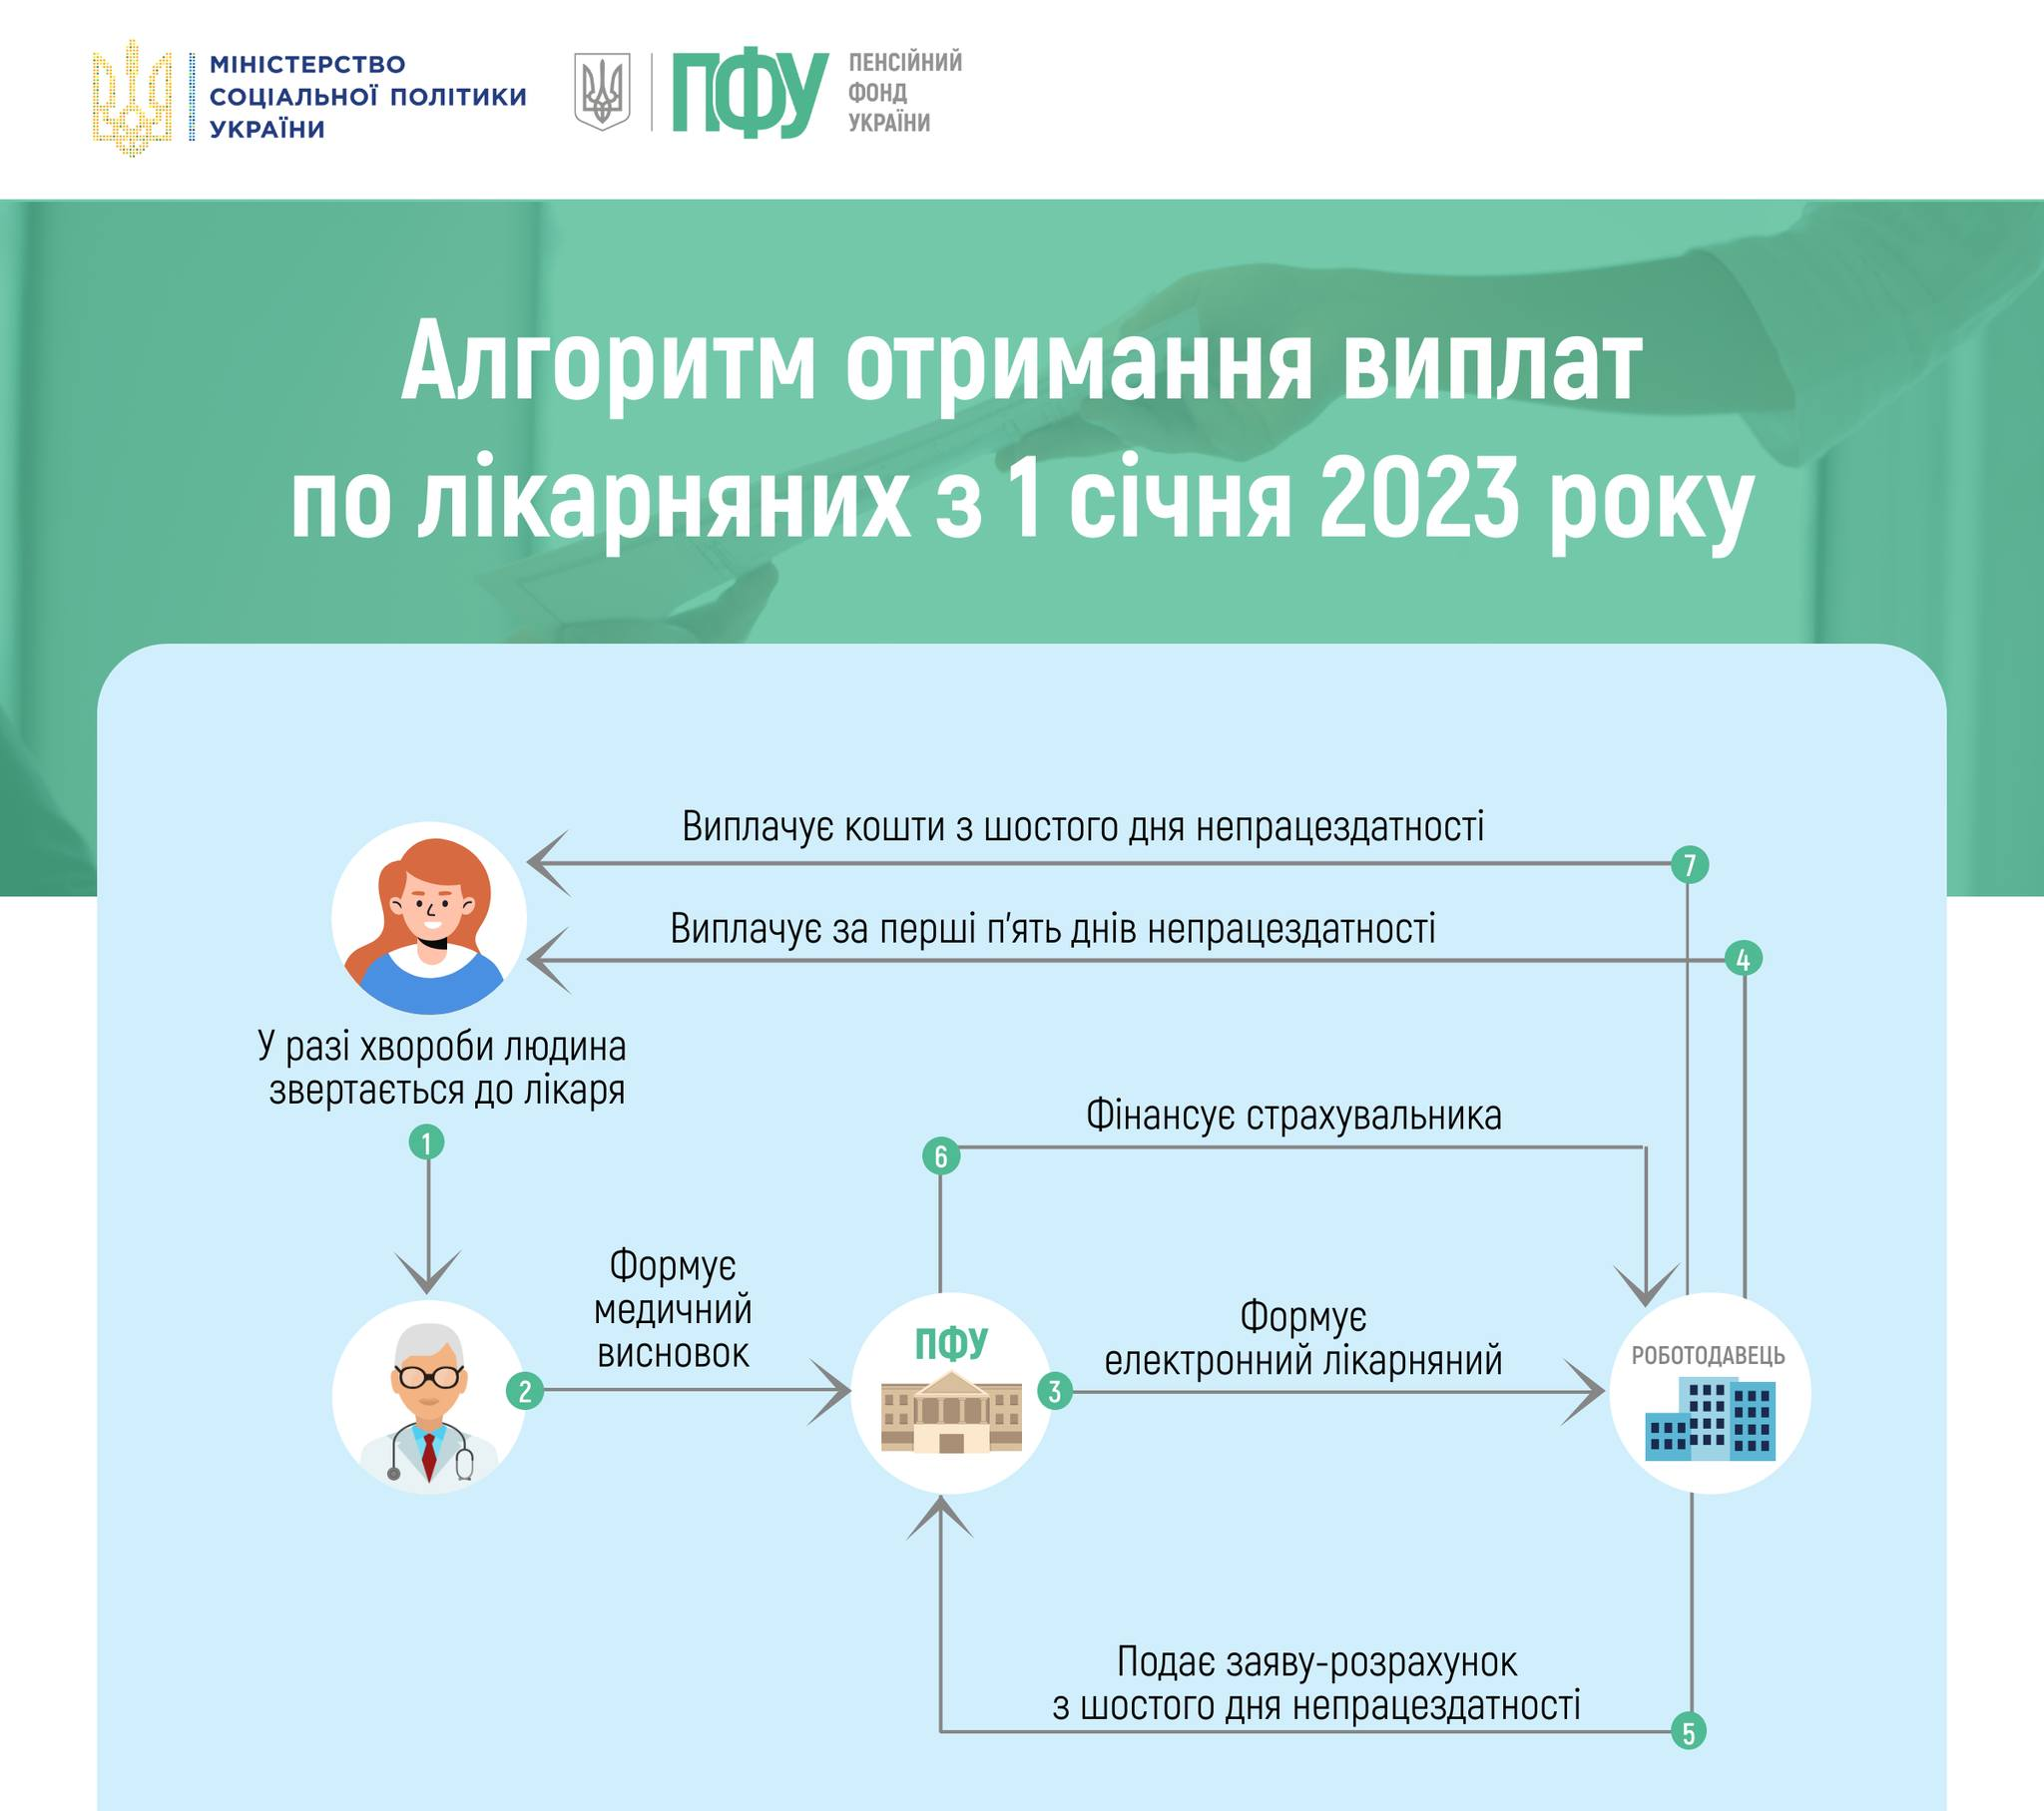 МІНІСТЕРСТВО
СОЦІАЛЬНОЇ ПОЛІТИКИ
УКРАЇНИ
ПФУ
ПЕНСІЙНИЙ
ФОНД
УКРАЇНИ
Алгоритм отримання виплат
по лікарняних з 1 січня 2023 року
Виплачує кошти з шостого дня непрацездатності
7
Виплачує за перші п'ять днів непрацездатності
4
У разі хвороби людина
звертається до лікаря
1
Фінансує страхувальника
6
Формує
медичний
висновок
2
ПФУ
3
Формує
електронний лікарняний
РОБОТОДАВЕЦЬ
Подає заяву-розрахунок
з шостого дня непрацездатності
5